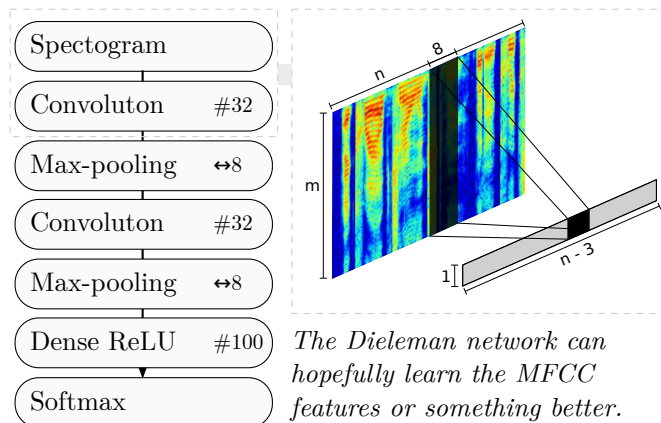 Spectogram
Convoluton #32
Max-pooling ↔8
Convoluton #32
Max-pooling ↔8
Dense ReLU #100
Softmax
n
8
m
1
n - 3
The Dieleman network can
hopefully learn the MFCC
features or something better.